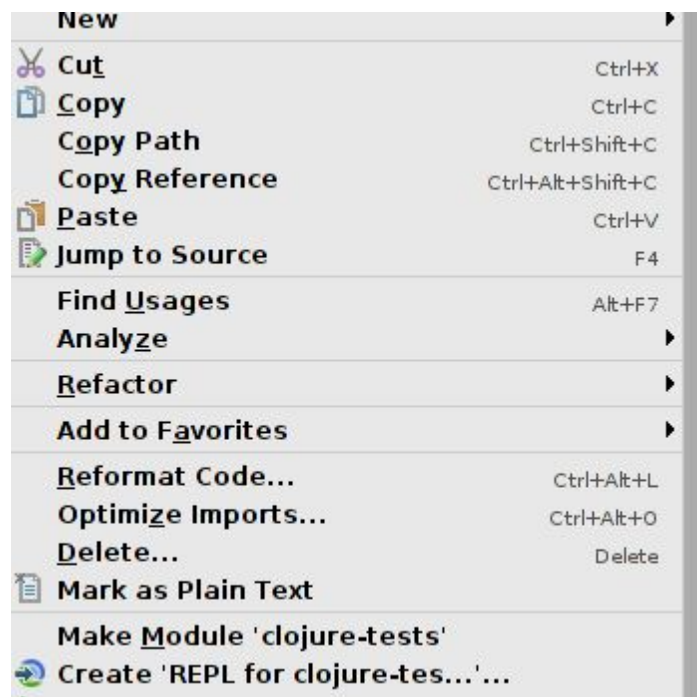 New
Cut Ctrl+X
Copy Ctrl+C
Copy Path Ctrl+Shift+C
Copy Reference Ctrl+Alt+Shift+C
Paste Ctrl+V
Jump to Source F4
Find Usages Alt+F7
Analyze
Refactor
Add to Favorites
Reformat Code... Ctrl+Alt+L
Optimize Imports... Ctrl+Alt+O
Delete... Delete
Mark as Plain Text
Make Module 'clojure-tests'
Create 'REPL for clojure-tes...'...